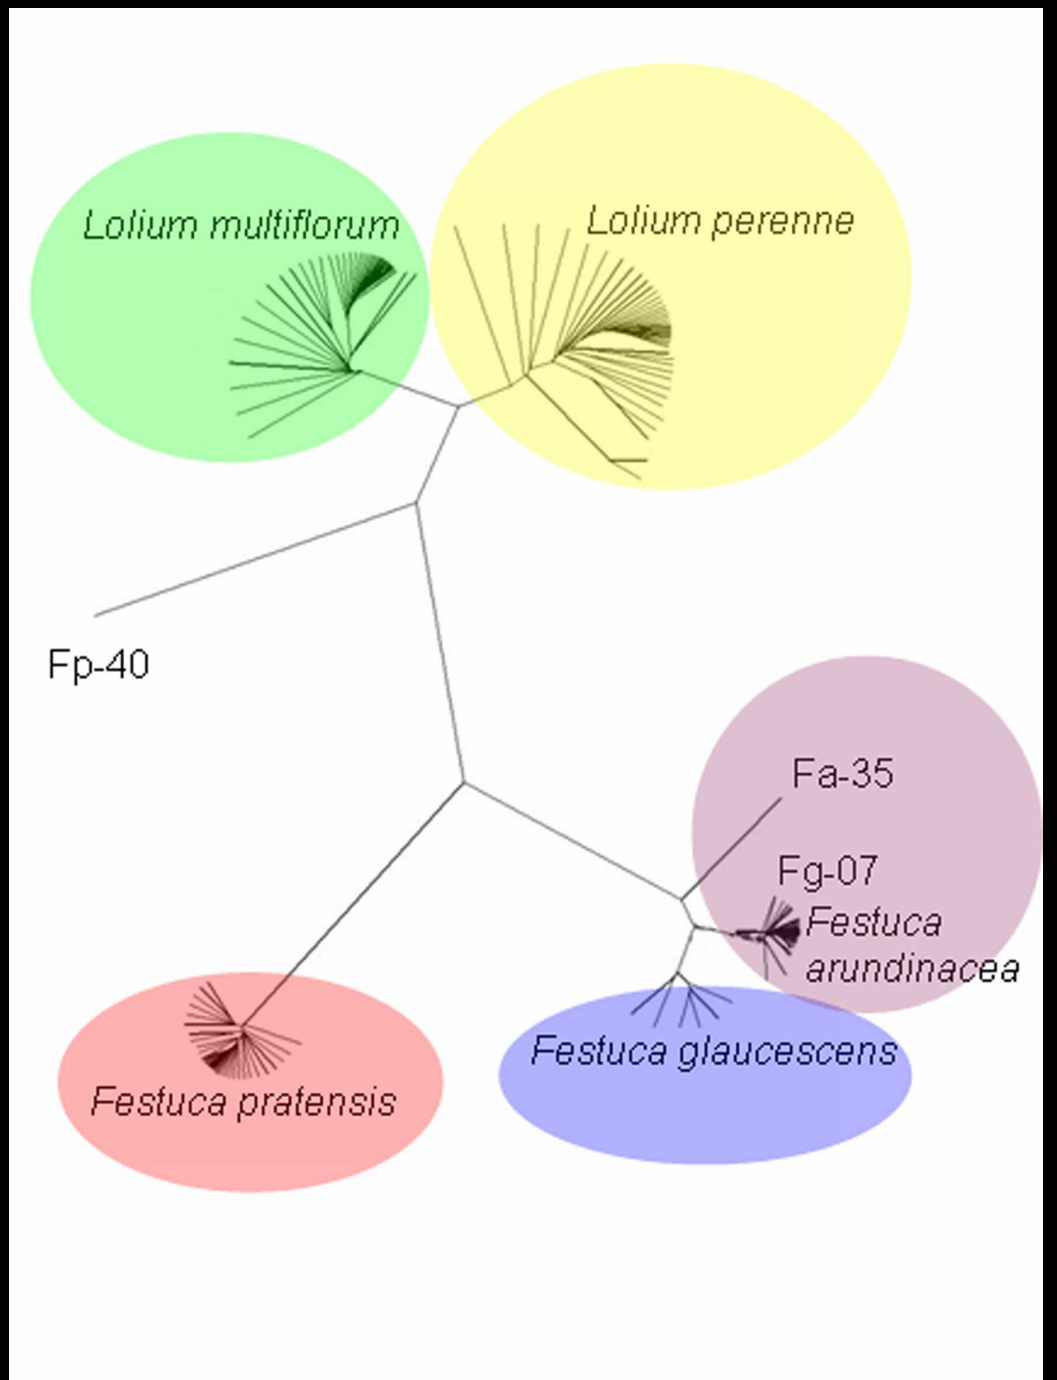 Lolium multiflorum
Lolium perenne
Fp-40
Fa-35
Fg-07
Festuca
arundinacea
Festuca glaucescens
Festuca pratensis